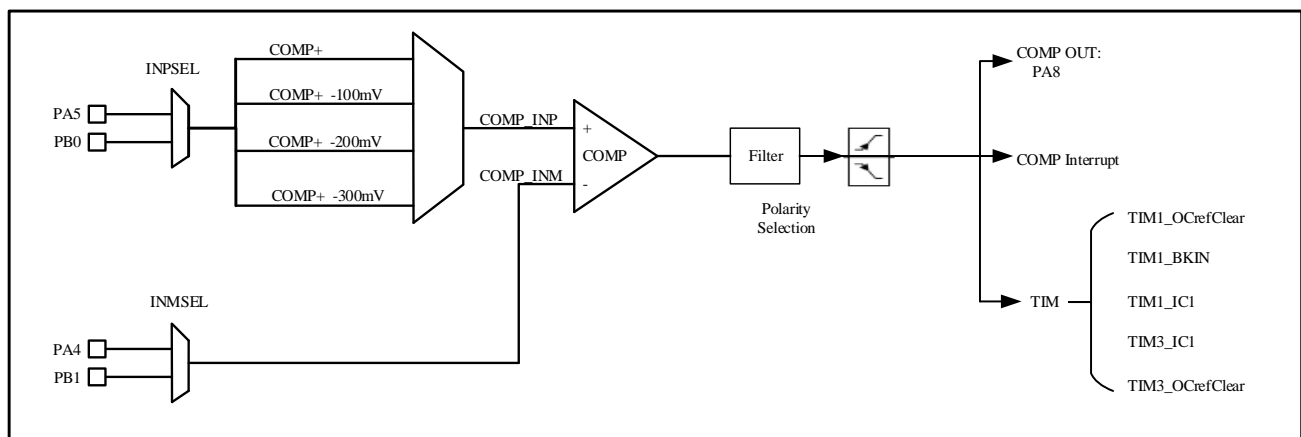 INPSEL
PA5
PB0
COMP+
COMP+ -100mV
COMP+ -200mV
COMP+ -300mV
COMP_INP
COMP_INM
+
COMP
-
Filter
Polarity
Selection
COMP OUT:
PA8
COMP Interrupt
TIM
TIM1_OCrefClear
TIM1_BKIN
TIM1_IC1
TIM3_IC1
TIM3_OCrefClear
INMSEL
PA4
PB1